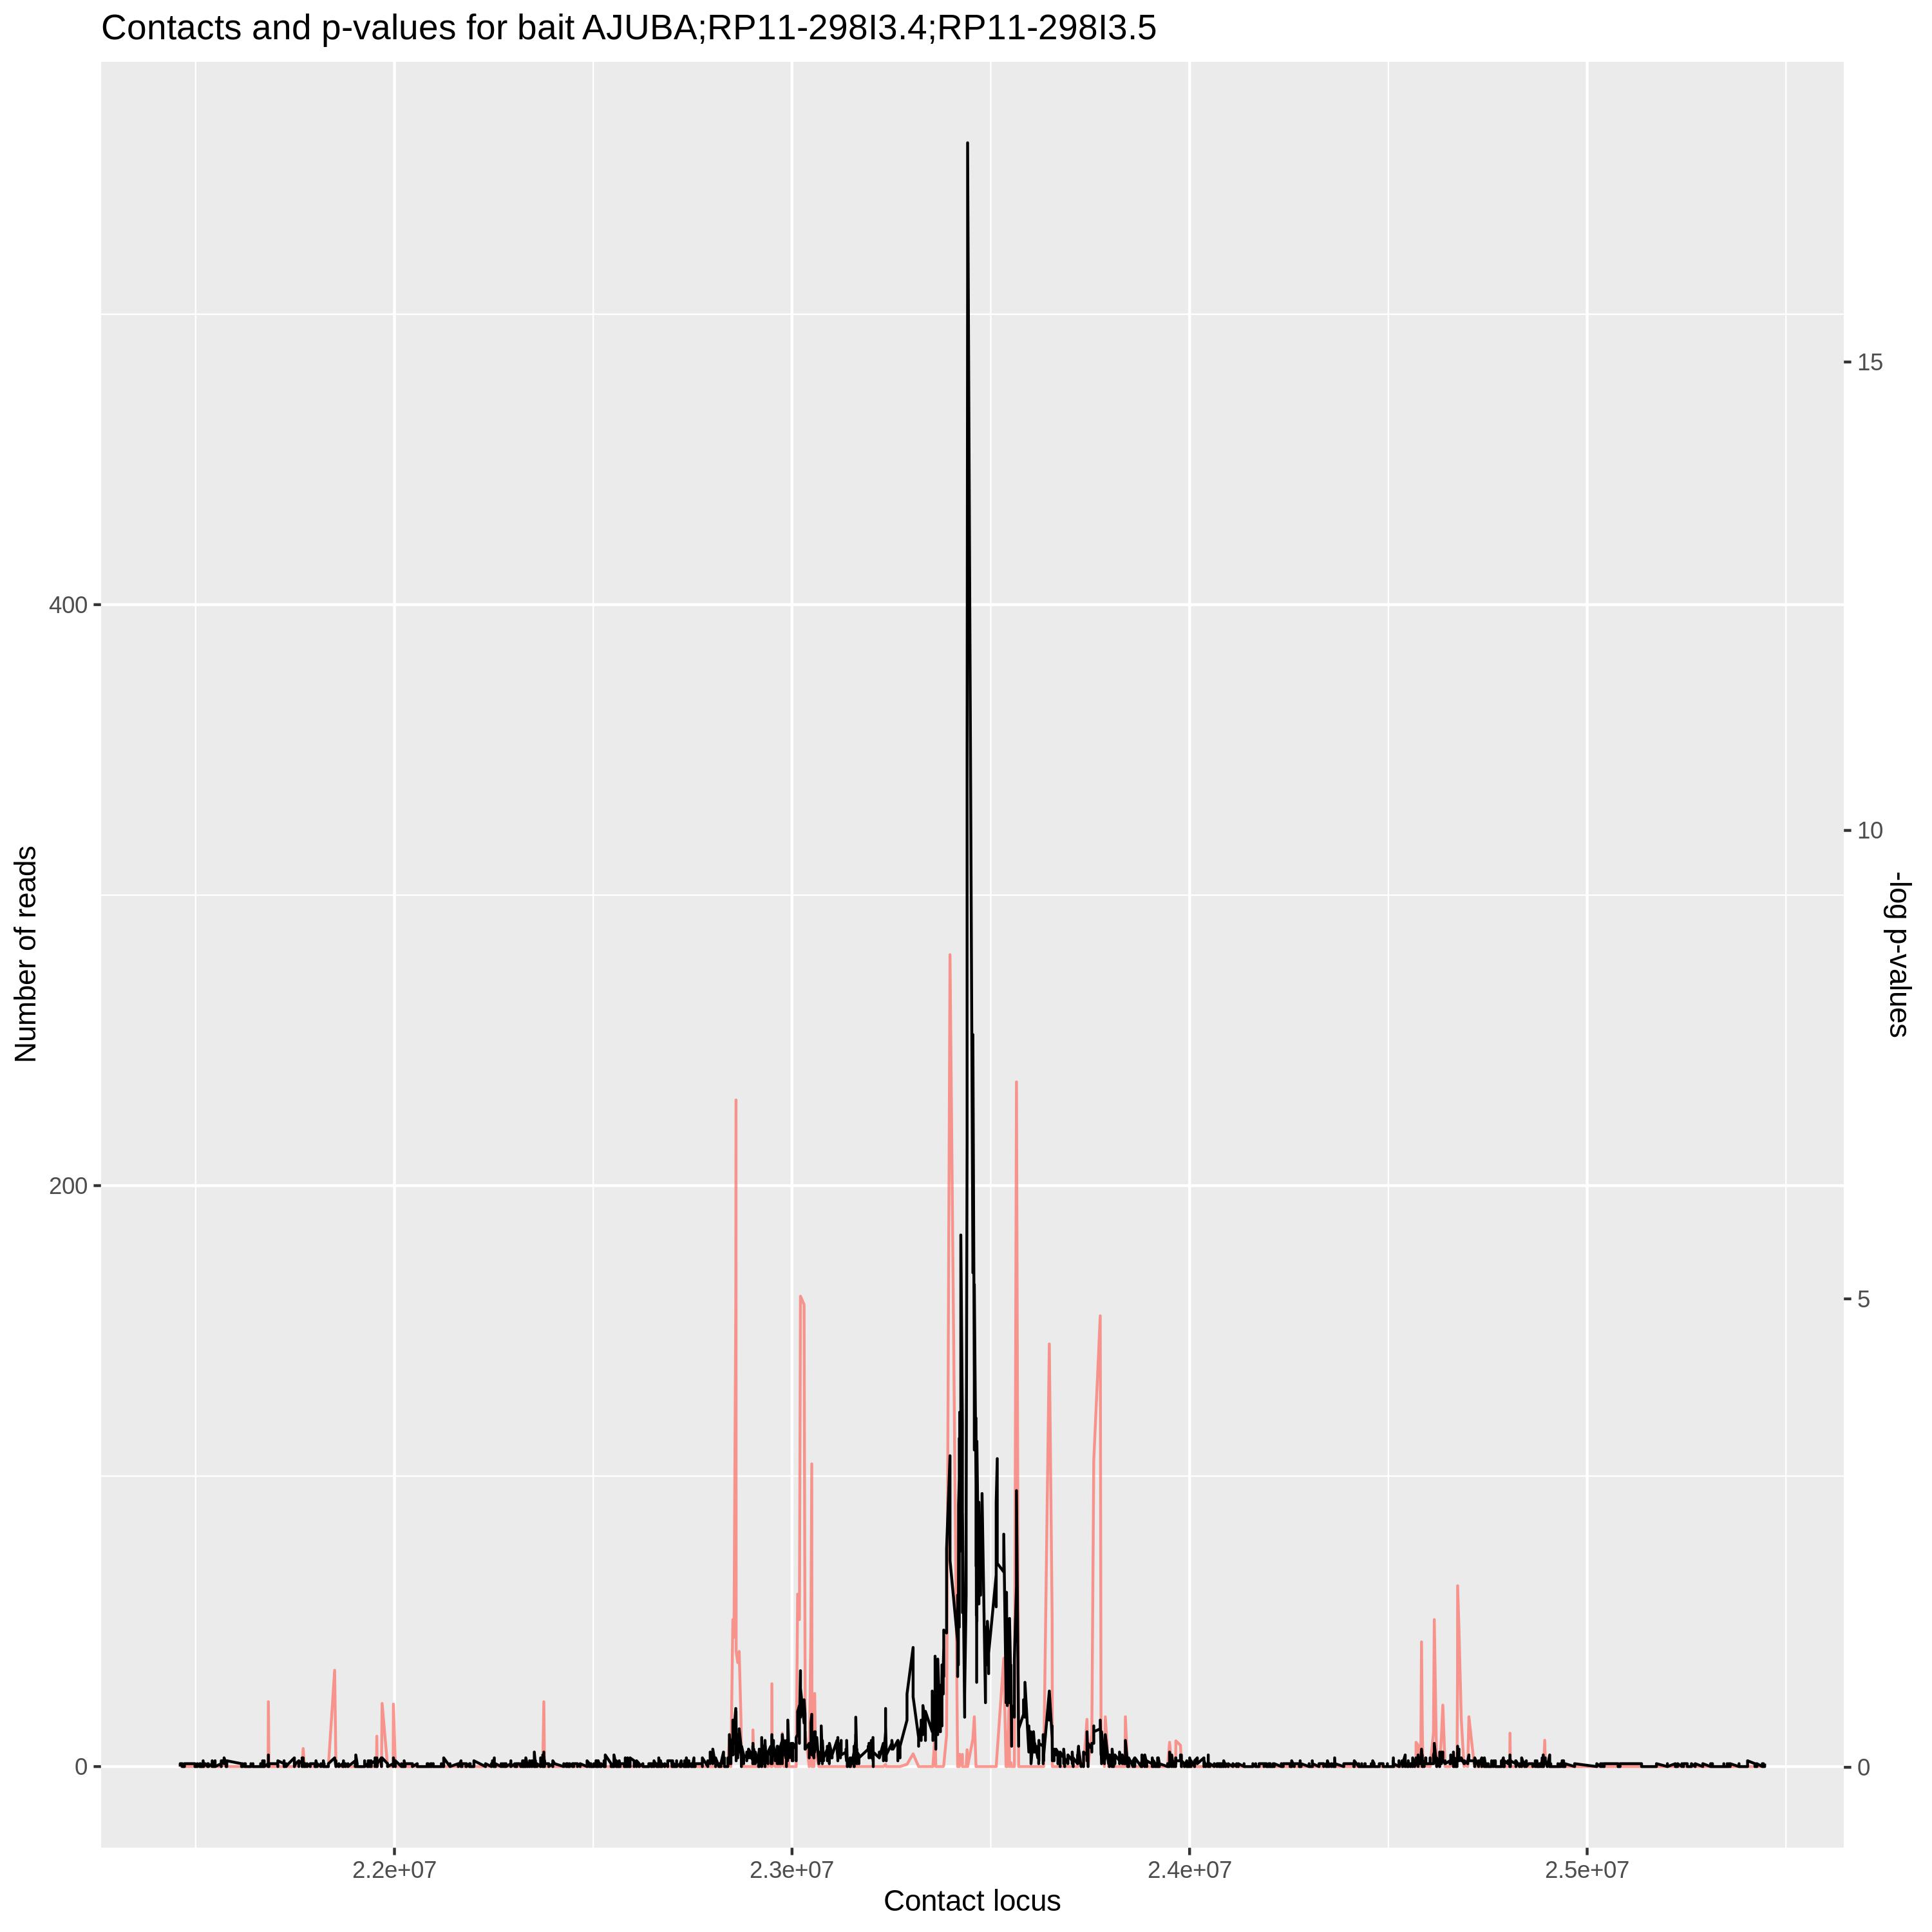 Contacts and p-values for bait AJUBA;RP11-298I3.4;RP11-298I3.5
Number of reads
400
200
0
15
10
5
0
-log p-values
2.2e+07
2.3e+07
2.4e+07
2.5e+07
Contact locus